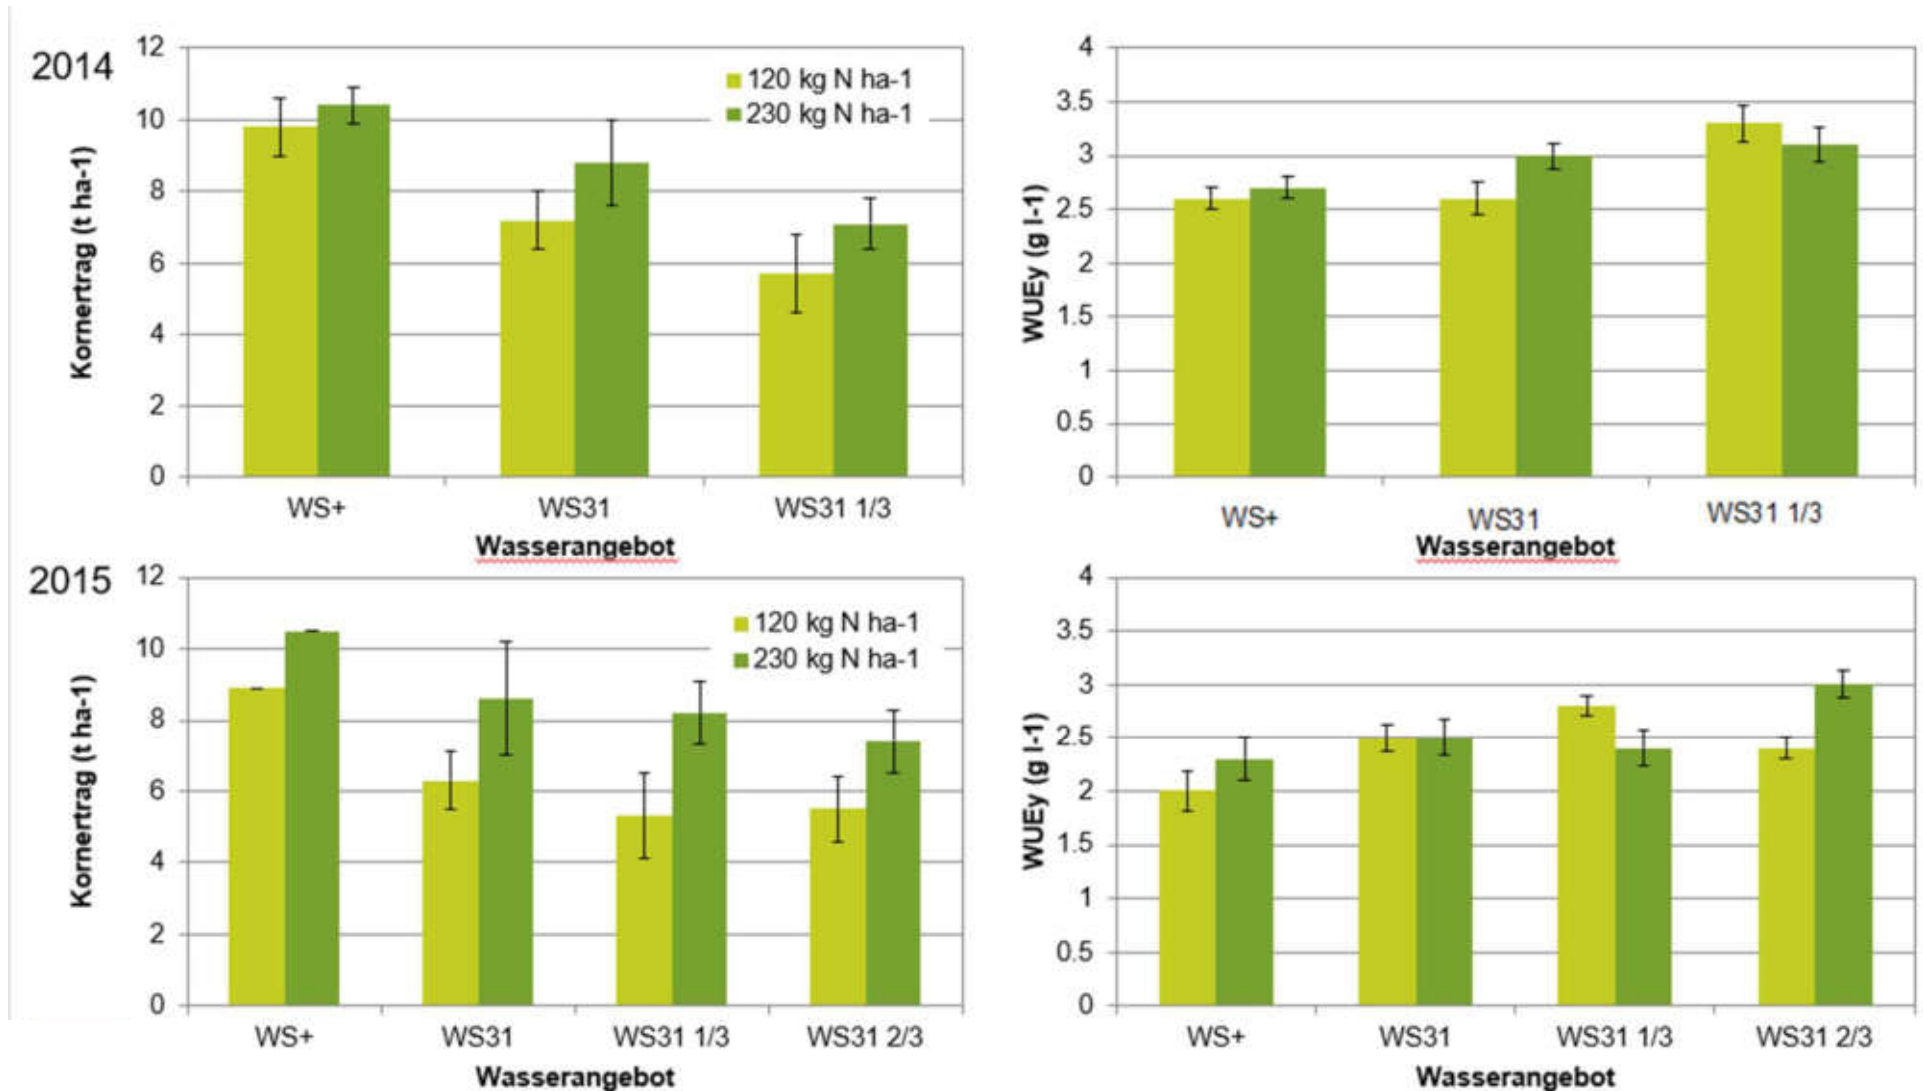 2014
12
10
8
6
4
2
0
Kornertrag (t ha-1)
120 kg N ha-1
230 kg N ha-1
WS+ WS31 WS31 1/3
Wasserangebot
4
3.5
3
2.5
2
1.5
1
0.5
0
WUEy (g l-1)
WS+ WS31 WS31 1/3
Wasserangebot
2015
12
10
8
6
4
2
0
Kornertrag (t ha-1)
120 kg N ha-1
230 kg N ha-1
WS+ WS31 WS31 1/3 WS31 2/3
Wasserangebot
4
3.5
3
2.5
2
1.5
1
0.5
0
WUEy (g l-1)
WS+ WS31 WS31 1/3 WS31 2/3
Wasserangebot